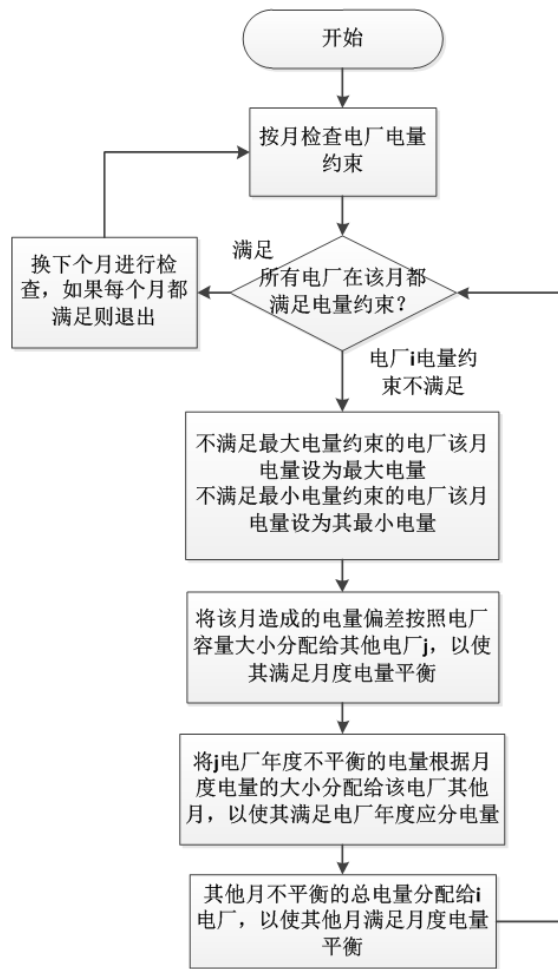 开始
按月检查电厂电量
约束
换下个月进行检
查，如果每个月都
满足则退出
满足
所有电厂在该月都
满足电量约束？
电厂i电量约
束不满足
不满足最大电量约束的电厂该月
电量设为最大电量
不满足最小电量约束的电厂该月
电量设为其最小电量
将该月造成的电量偏差按照电厂
容量大小分配给其他电厂j，以使
其满足月度电量平衡
将j电厂年度不平衡的电量根据月
度电量的大小分配给该电厂其他
月，以使其满足电厂年度应分电量
其他月不平衡的总电量分配给i
电厂，以使其他月满足月度电量
平衡